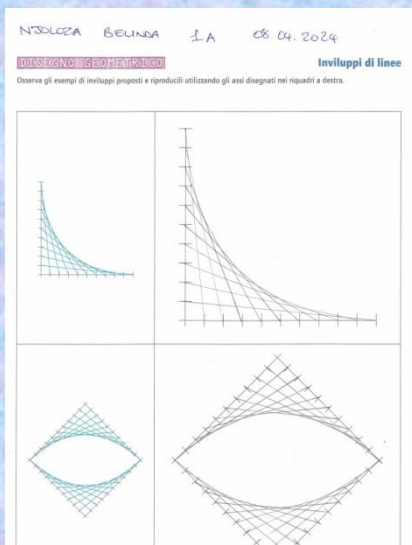 NJOLOZA BELINDA 1A 08.04.2024
DISEGNO GEOMETRICO
Inviluppi di linee
Osserva gli esempi di inviluppi proposti e riproducili utilizzando gli assi disegnati nei riquadri a destra.